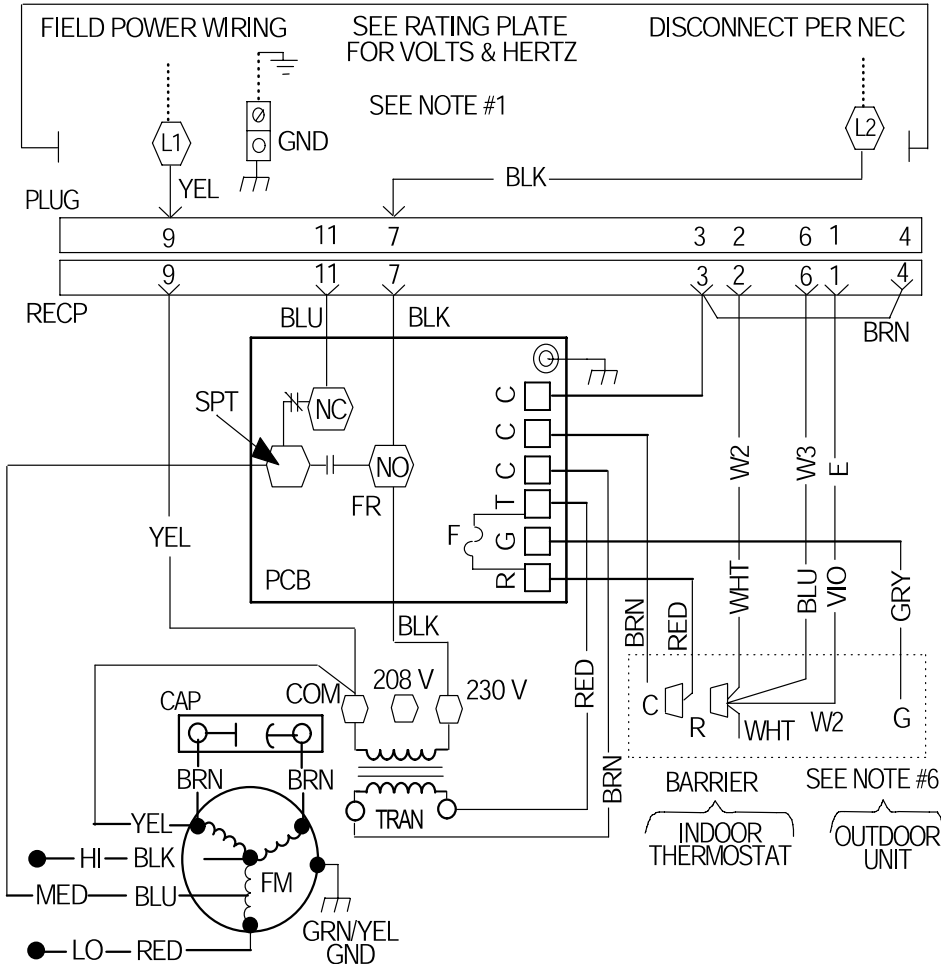 FIELD POWER WIRING
SEE RATING PLATE
FOR VOLTS & HERTZ
DISCONNECT PER NEC
SEE NOTE #1
L1
GND
L2
YEL
BLK
PLUG
9 11 7 3 2 6 1 4
9 11 7 3 2 6 1 4
RECP
BLU
BLK
BRN
SPT
NC
NO
FR
C
C
C
T
G
R
F
PCB
W2
W3
E
YEL
WHT
BLU
VIO
GRY
BRN
RED
BLK
RED
BRN
COM
208 V
230 V
C
R
WHT
W2
G
CAP
BRN
BRN
TRAN
BARRIER
SEE NOTE #6
INDOOR
THERMOSTAT
OUTDOOR
UNIT
YEL
HI BLK
FM
MED BLU
LO RED
GRN/YEL
GND